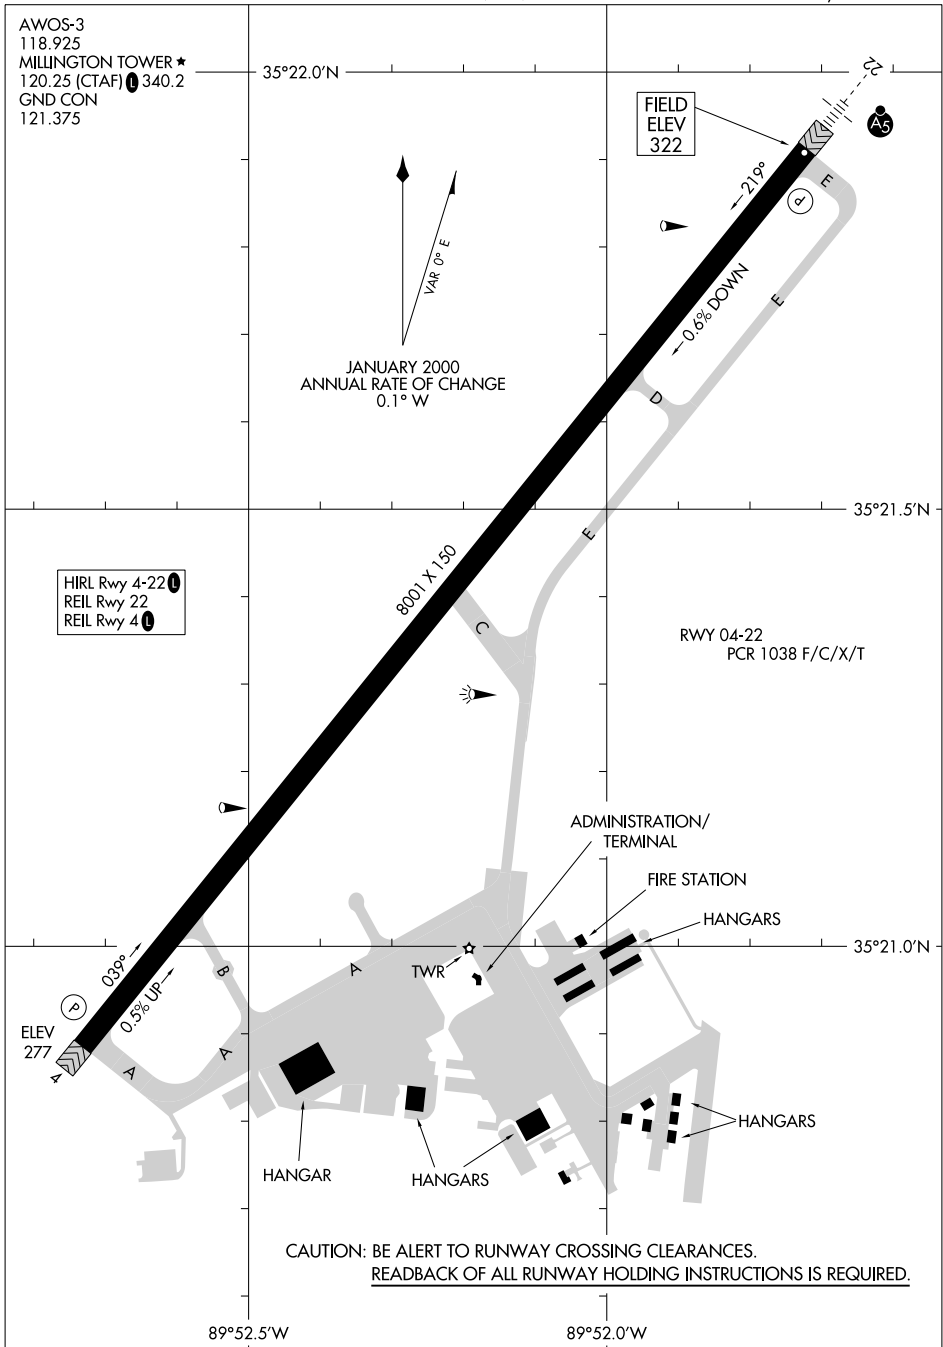 AWOS-3
118.925
MILLINGTON TOWER ★
120.25 (CTAF) L 340.2
GND CON
121.375
35°22.0'N
22
A5
FIELD
ELEV
322
219°
E
P
VAR 0° E
0.6% DOWN
E
JANUARY 2000
ANNUAL RATE OF CHANGE
0.1° W
D
35°21.5'N
E
8001 X 150
HIRL Rwy 4-22 L
REIL Rwy 22
REIL Rwy 4 L
C
RWY 04-22
PCR 1038 F/C/X/T
ADMINISTRATION/
TERMINAL
FIRE STATION
HANGARS
35°21.0'N
TWR
A
B
039°
0.5% UP
P
ELEV
277
4
A
A
HANGAR
HANGARS
HANGARS
CAUTION: BE ALERT TO RUNWAY CROSSING CLEARANCES.
READBACK OF ALL RUNWAY HOLDING INSTRUCTIONS IS REQUIRED.
89°52.5'W
89°52.0'W